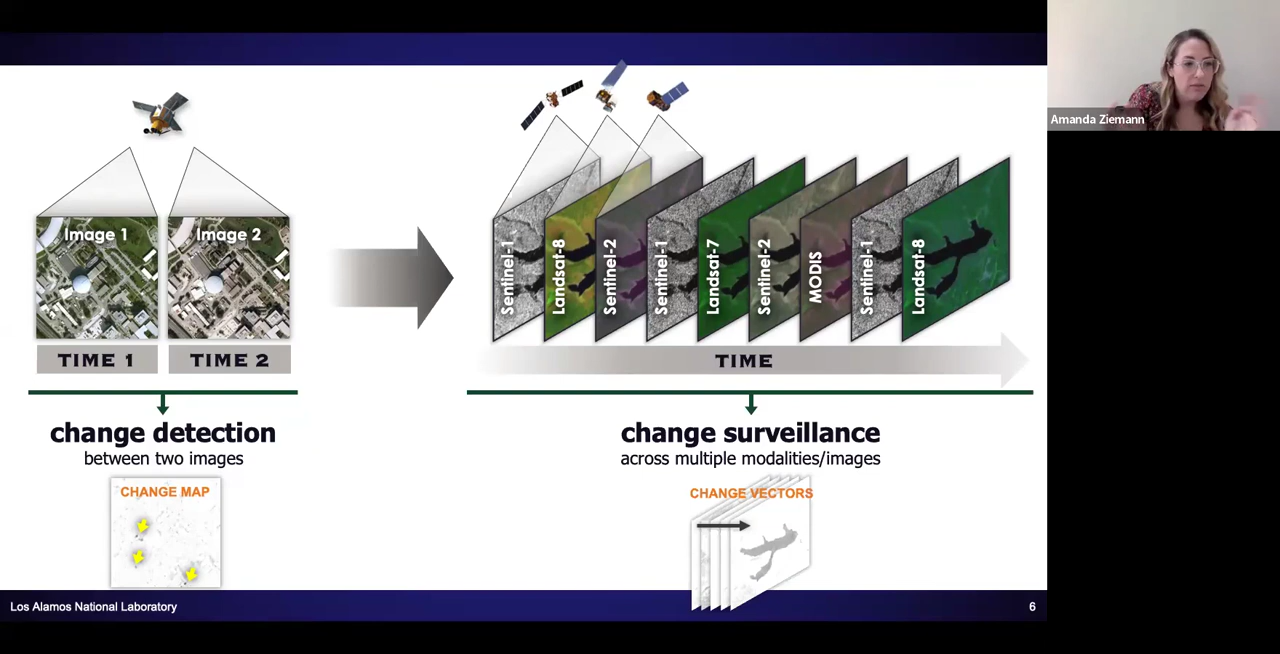 Amanda Ziemann
Image 1
Image 2
TIME 1
TIME 2
change detection
between two images
CHANGE MAP
Sentinel-1
Landsat-8
Sentinel-2
Sentinel-1
Landsat-7
Sentinel-2
MODIS
Sentinel-1
Landsat-8
TIME
change surveillance
across multiple modalities/images
CHANGE VECTORS
Los Alamos National Laboratory
6